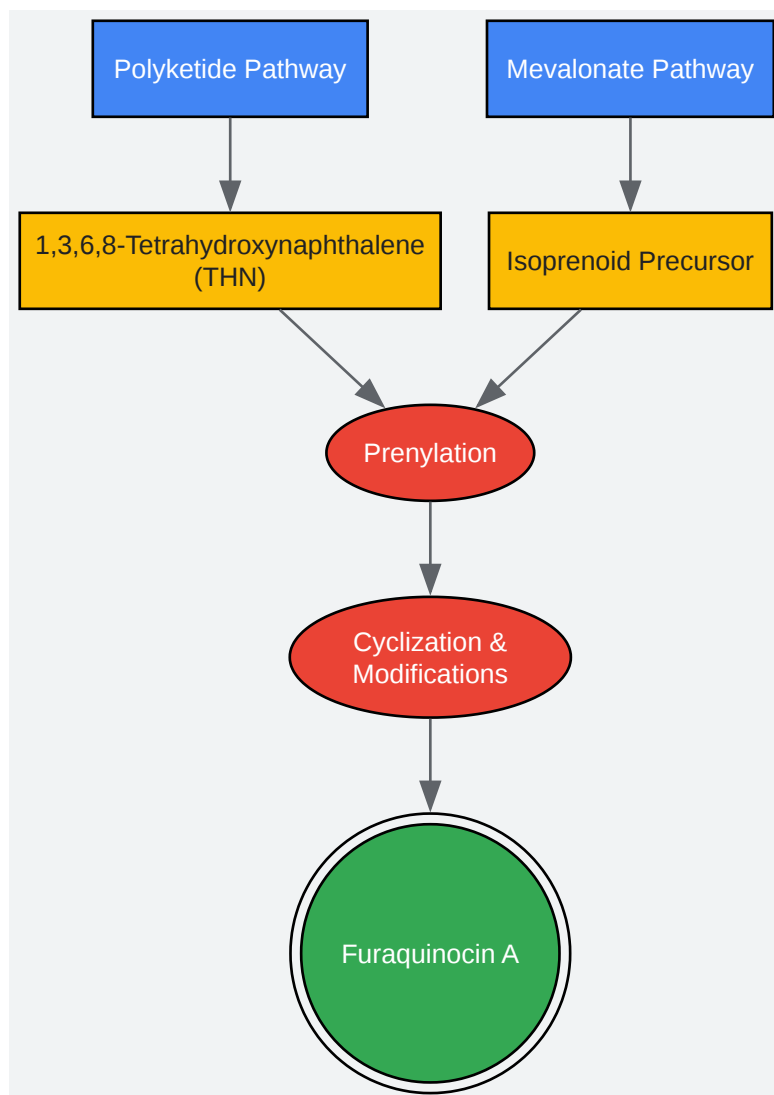 Polyketide Pathway
Mevalonate Pathway
1,3,6,8-Tetrahydroxynaphthalene
(THN)
Isoprenoid Precursor
Prenylation
Cyclization &
Modifications
Furaquinocin A